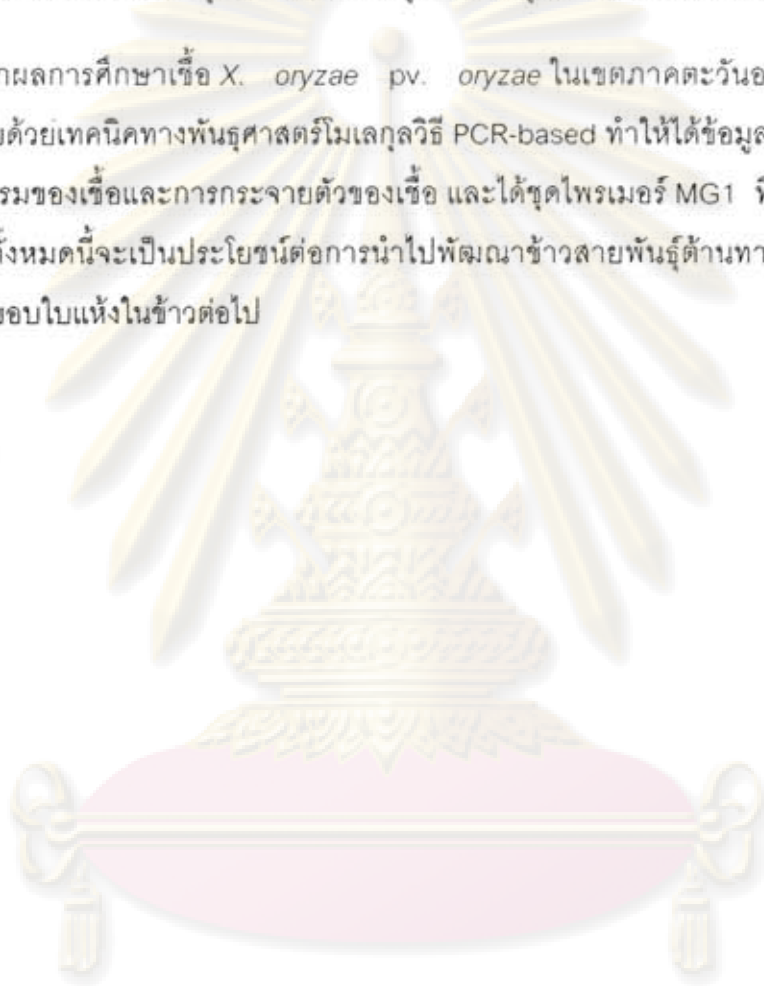 ผลการศึกษาเชื้อ X. oryzae pv. oryzae ในเขตภาคตะวันอ
ด้วยเทคนิคทางพันธุศาสตร์โมเลกุลวิธี PCR-based ทำให้ได้ข้อมูล
รมของเชื้อและการกระจายตัวของเชื้อ และได้ชุดไพรเมอร์ MG1 ที
ทั้งหมดนี้จะเป็นประโยชน์ต่อการนำไปพัฒนาข้าวสายพันธุ์ต้านทา
ขอบใบแห้งในข้าวต่อไป